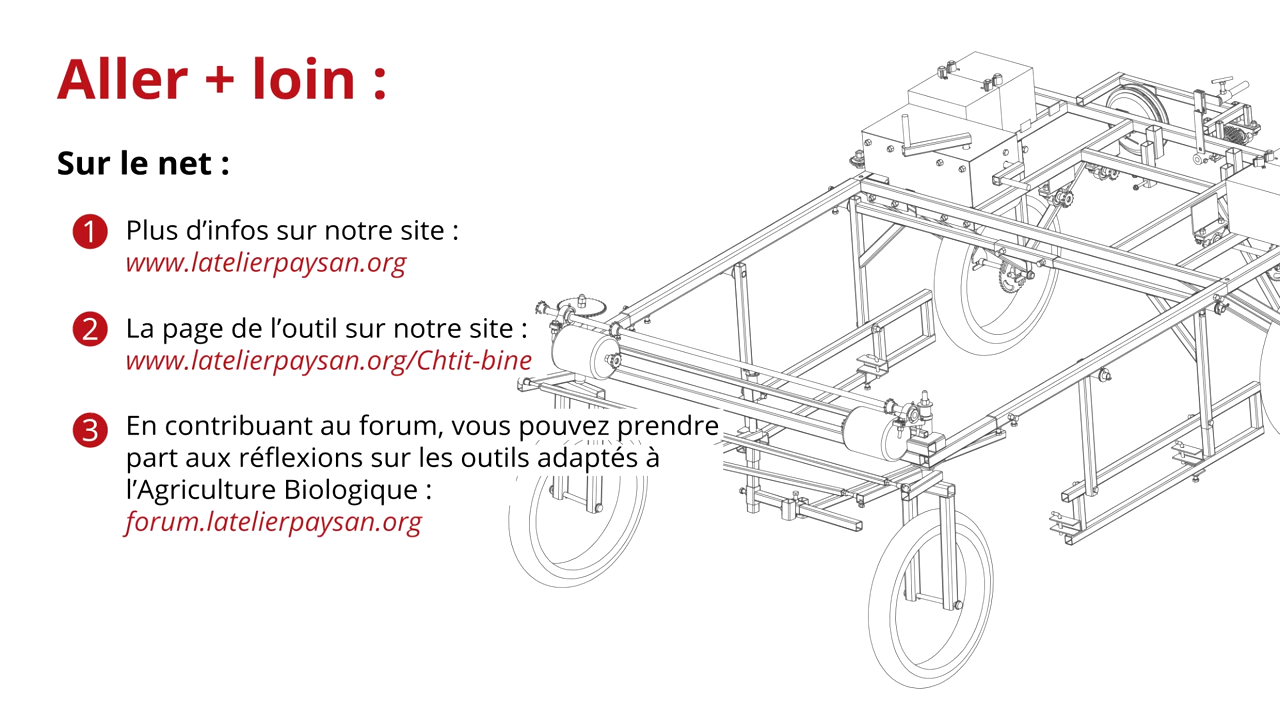 Aller + loin :
Sur le net :
1 Plus d’infos sur notre site :
www.latelierpaysan.org
2 La page de l’outil sur notre site :
www.latelierpaysan.org/Chtit-bine
3 En contribuant au forum, vous pouvez prendre
part aux réflexions sur les outils adaptés à
l’Agriculture Biologique :
forum.latelierpaysan.org